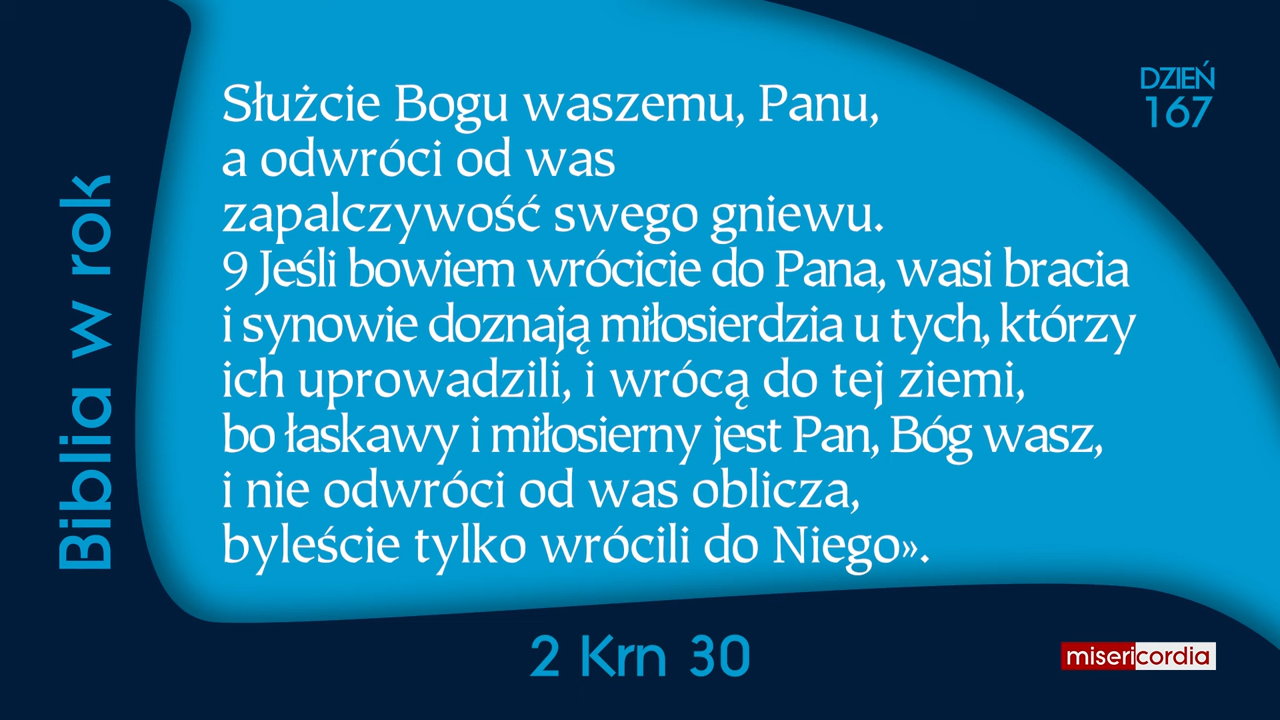 DZIEŃ
167
Biblia w rok
Służcie Bogu waszemu, Panu,
a odwróci od was
zapalczywość swego gniewu.
9 Jeśli bowiem wrócicie do Pana, wasi bracia
i synowie doznają miłosierdzia u tych, którzy
ich uprowadzili, i wrócą do tej ziemi,
bo łaskawy i miłosierny jest Pan, Bóg wasz,
i nie odwróci od was oblicza,
byleście tylko wrócili do Niego».
2 Krn 30
misericordia